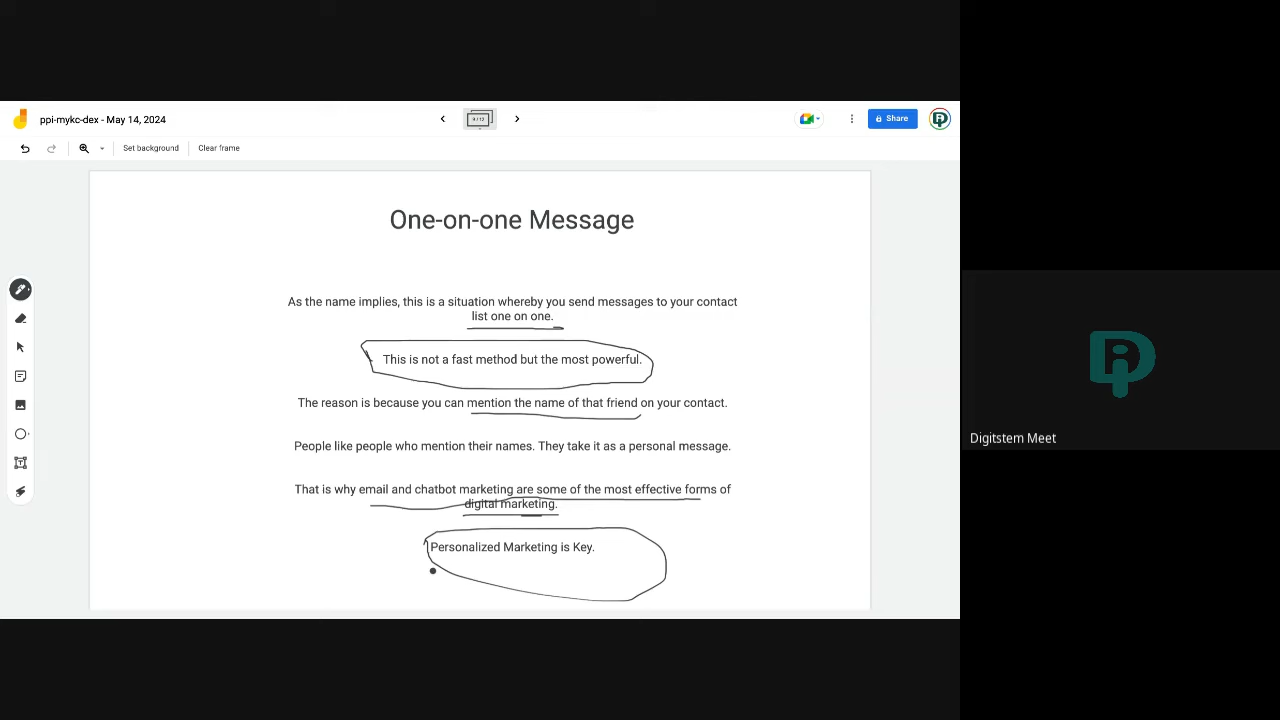 ppi-mykc-dex - May 14, 2024
9 / 12
Share
Set background
Clear frame
One-on-one Message
As the name implies, this is a situation whereby you send messages to your contact
list one on one.
This is not a fast method but the most powerful.
The reason is because you can mention the name of that friend on your contact.
People like people who mention their names. They take it as a personal message.
That is why email and chatbot marketing are some of the most effective forms of
digital marketing.
Personalized Marketing is Key.
Digitstem Meet